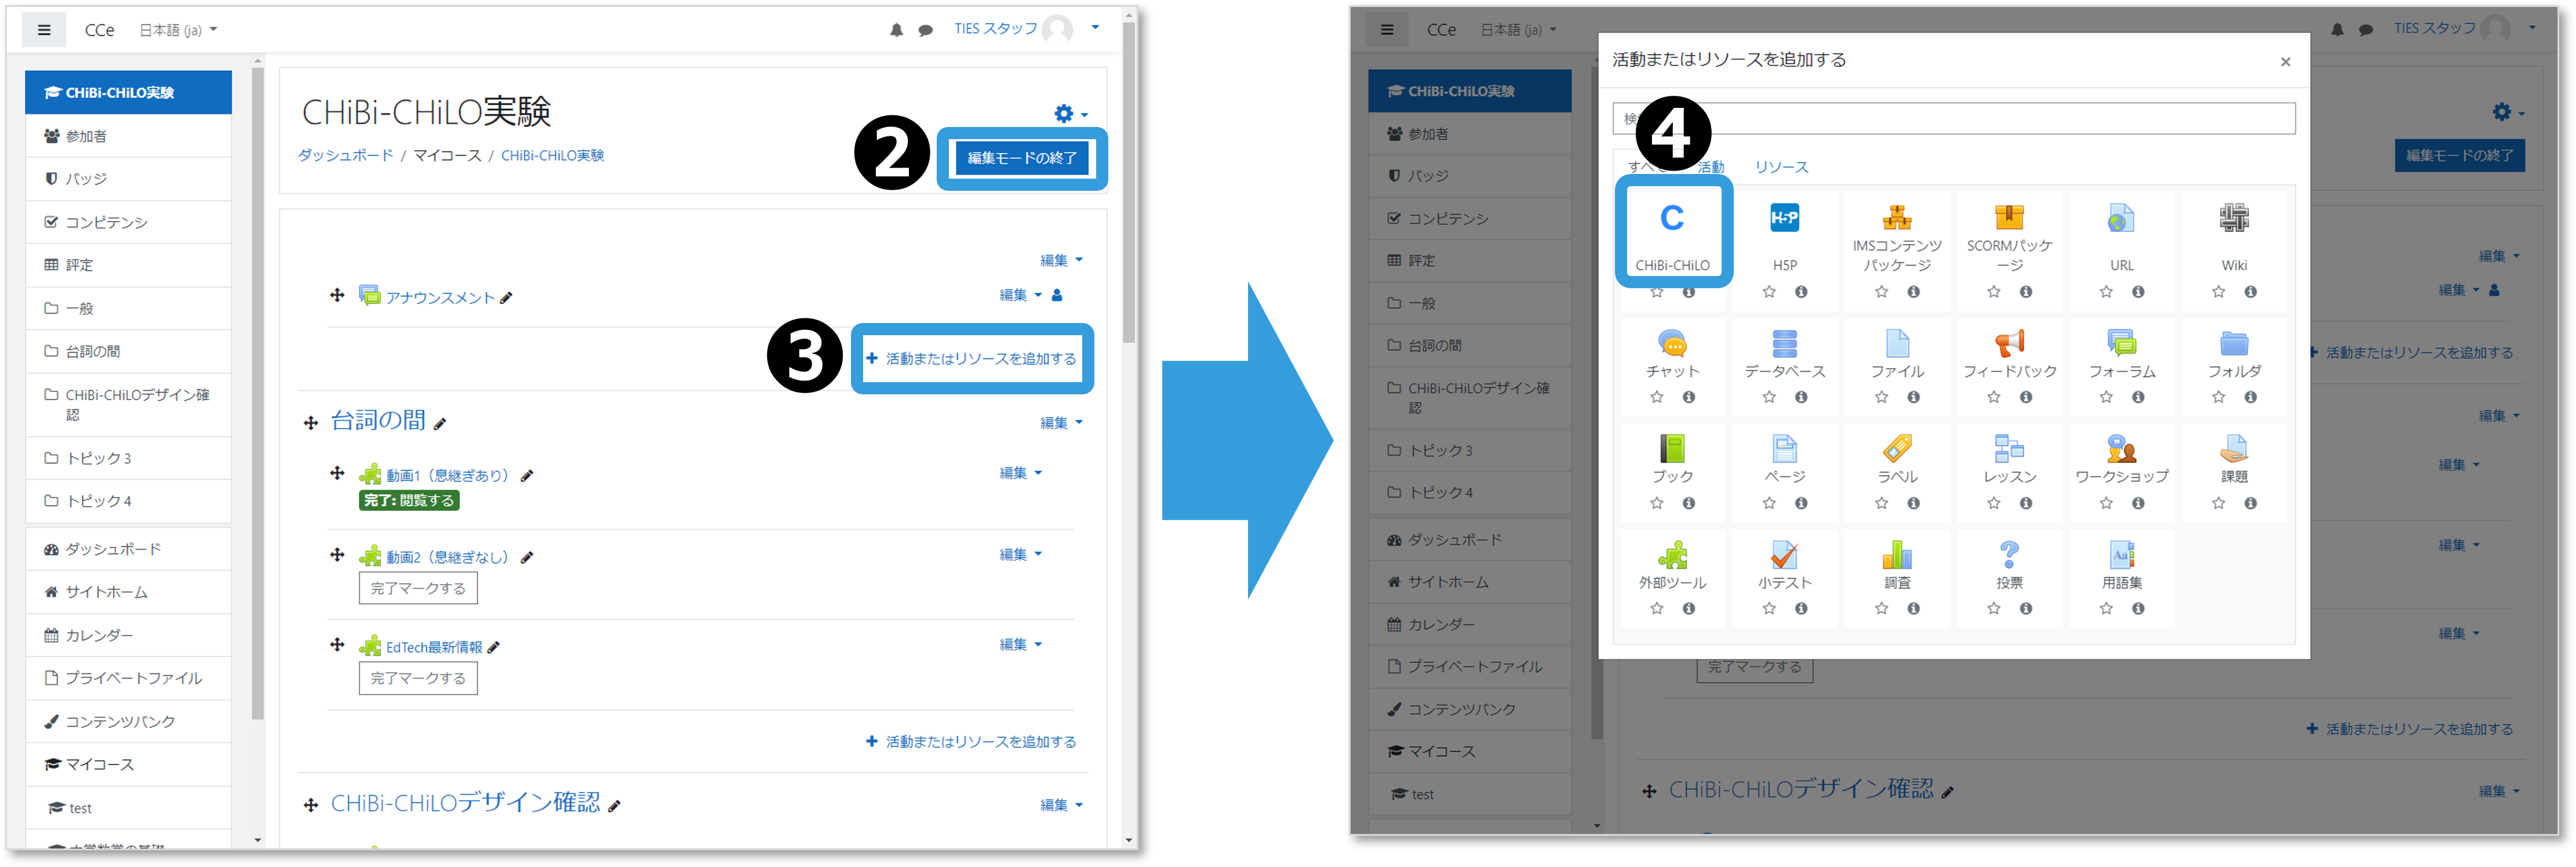 CCe
日本語 (ja)
TIES スタッフ
CHiBi-CHiLO実験
参加者
バッジ
コンピテンシ
評定
一般
台詞の間
CHiBi-CHiLOデザイン確
認
トピック 3
トピック 4
ダッシュボード
サイトホーム
カレンダー
プライベートファイル
コンテンツバンク
マイコース
test
CHiBi-CHiLO実験
ダッシュボード / マイコース / CHiBi-CHiLO実験
❷
編集モードの終了
編集
アナウンスメント
編集
❸
活動またはリソースを追加する
台詞の間
編集
動画1（息継ぎあり）
編集
完了: 閲覧する
動画2（息継ぎなし）
編集
完了マークする
EdTech最新情報
編集
完了マークする
活動またはリソースを追加する
CHiBi-CHiLOデザイン確認
編集
CCe
日本語 (ja)
TIES スタッフ
CHiBi-CHiLO実験
参加者
バッジ
コンピテンシ
評定
一般
台詞の間
CHiBi-CHiLOデザイン確
認
トピック 3
トピック 4
ダッシュボード
サイトホーム
カレンダー
プライベートファイル
コンテンツバンク
マイコース
test
活動またはリソースを追加する
×
検
❹
すべて 活動 リソース
C
CHiBi-CHiLO
H5P
H5P
IMSコンテンツ
パッケージ
SCORMパッケ
ージ
URL
Wiki
チャット
データベース
ファイル
フィードバック
フォーラム
フォルダ
ブック
ページ
ラベル
レッスン
ワークショップ
課題
外部ツール
小テスト
調査
投票
Aa
用語集
編集モードの終了
編集
編集
活動またはリソースを追加する
編集
編集
編集
編集
完了マークする
活動またはリソースを追加する
CHiBi-CHiLOデザイン確認
編集